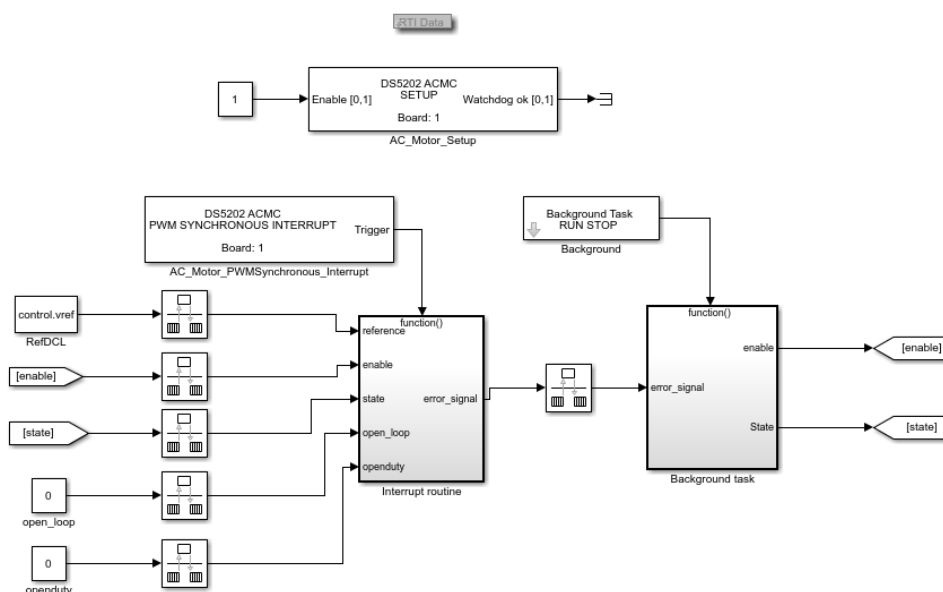 RTI Data
1
Enable [0,1]
DS5202 ACMC
SETUP
Board: 1
Watchdog ok [0,1]
AC_Motor_Setup
DS5202 ACMC
PWM SYNCHRONOUS INTERRUPT
Board: 1
Trigger
AC_Motor_PWMSynchronous_Interrupt
Background Task
RUN STOP
Background
control.vref
RefDCL
[enable]
[state]
0
open_loop
0
openduty
function()
reference
enable
state
open_loop
openduty
error_signal
Interrupt routine
function()
error_signal
enable
State
Background task
[enable]
[state]